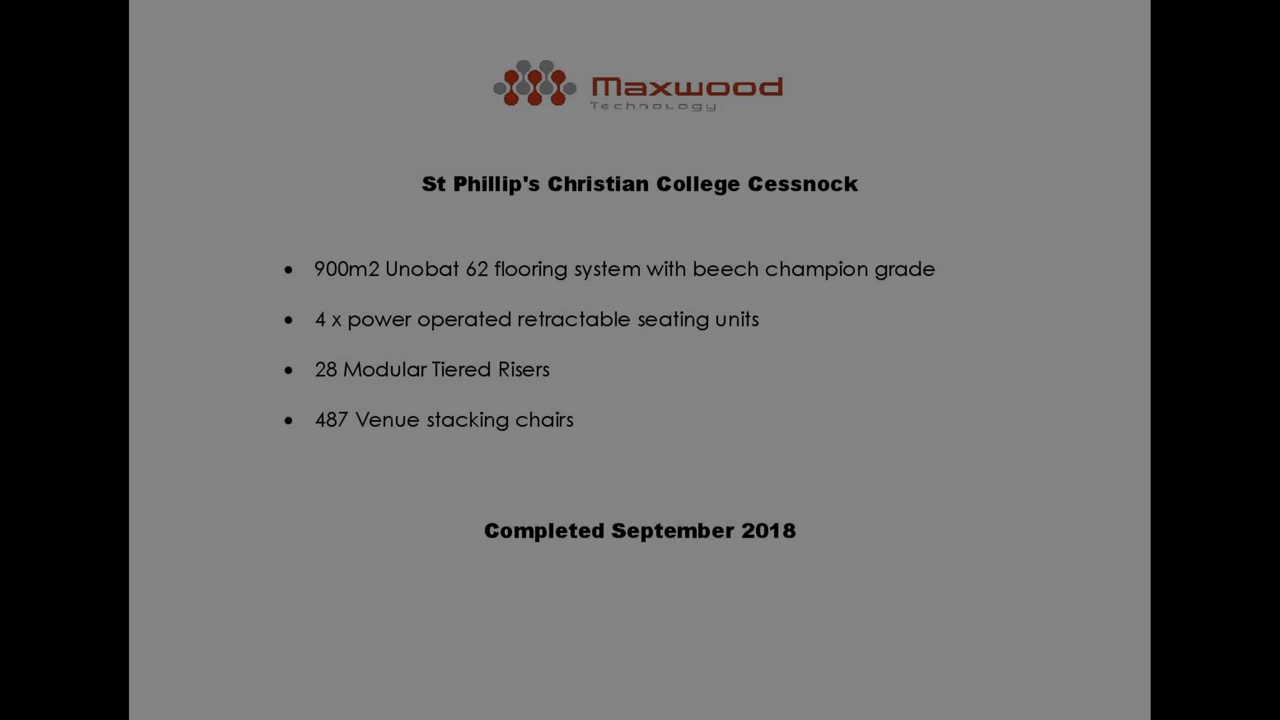 Maxwood
Technology
St Phillip's Christian College Cessnock
• 900m2 Unobat 62 flooring system with beech champion grade
• 4 x power operated retractable seating units
• 28 Modular Tiered Risers
• 487 Venue stacking chairs
Completed September 2018